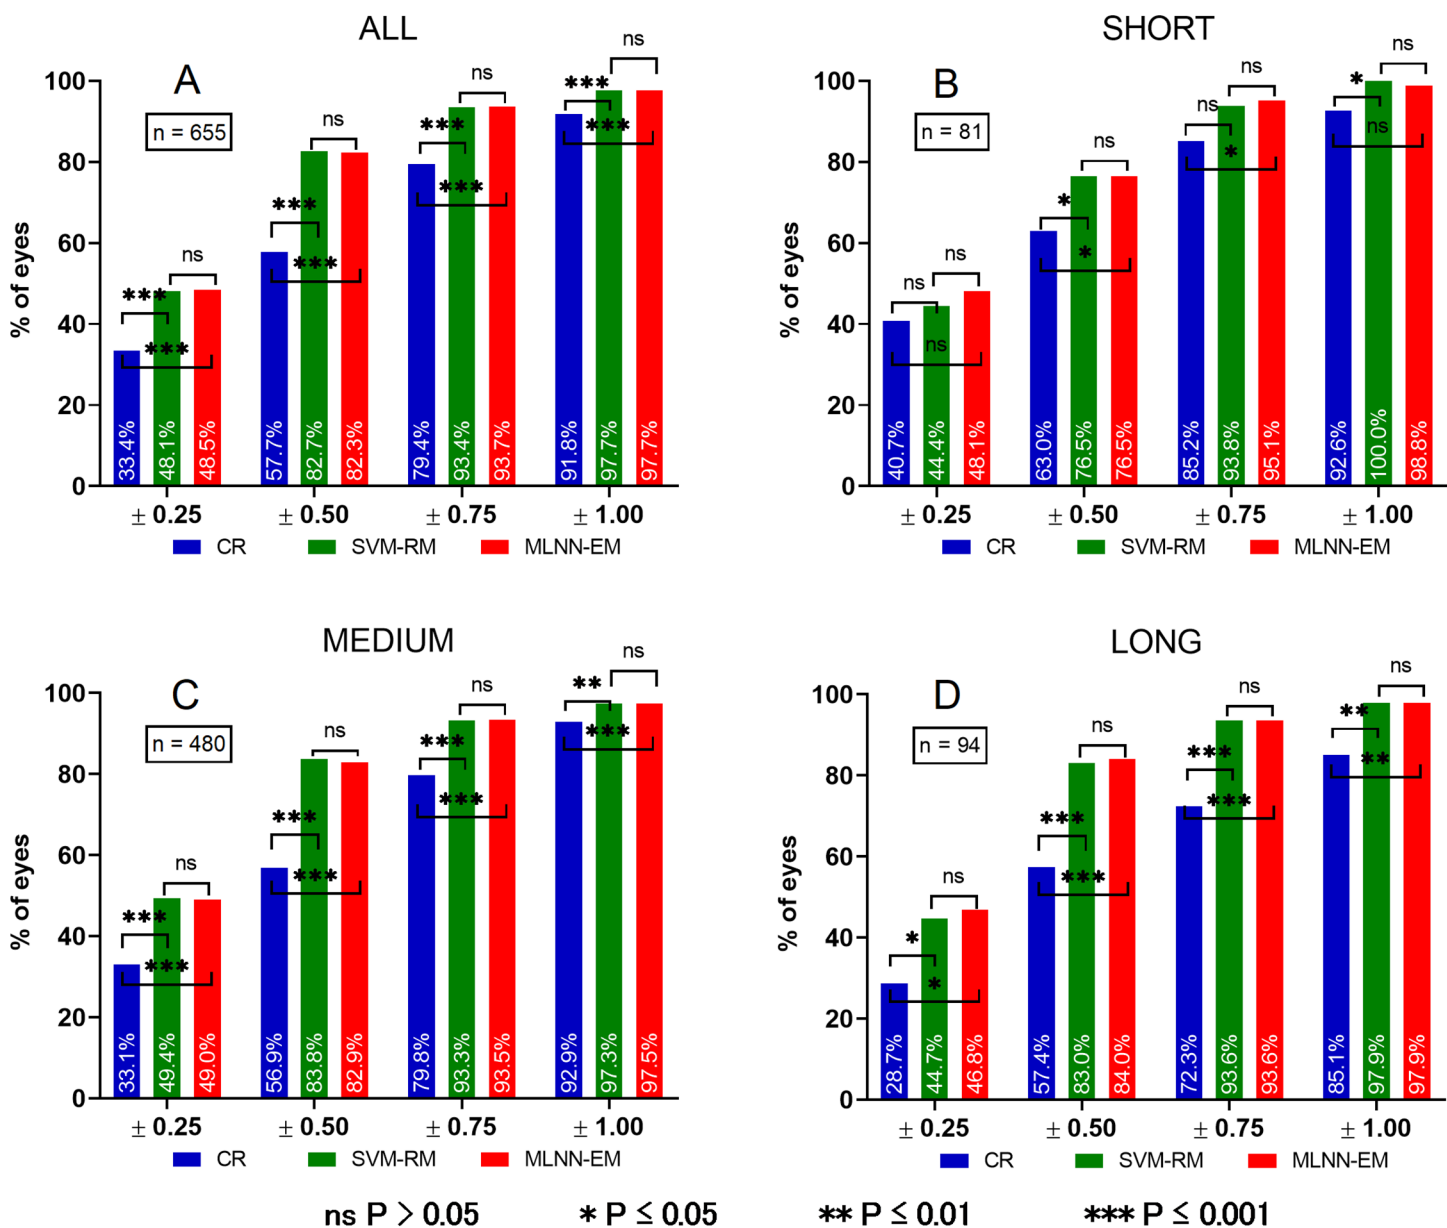 ALL
A
n = 655
% of eyes
100
80
60
40
20
0
***
***
ns
***
***
ns
***
***
ns
***
***
ns
33.4%
48.1%
48.5%
57.7%
82.7%
82.3%
79.4%
93.4%
93.7%
91.8%
97.7%
97.7%
± 0.25
± 0.50
± 0.75
± 1.00
CR
SVM-RM
MLNN-EM
SHORT
B
n = 81
% of eyes
100
80
60
40
20
0
ns
ns
ns
*
*
ns
ns
*
ns
*
ns
ns
40.7%
44.4%
48.1%
63.0%
76.5%
76.5%
85.2%
93.8%
95.1%
92.6%
100.0%
98.8%
± 0.25
± 0.50
± 0.75
± 1.00
CR
SVM-RM
MLNN-EM
MEDIUM
C
n = 480
% of eyes
100
80
60
40
20
0
***
***
ns
***
***
ns
***
***
ns
**
***
ns
33.1%
49.4%
49.0%
56.9%
83.8%
82.9%
79.8%
93.3%
93.5%
92.9%
97.3%
97.5%
± 0.25
± 0.50
± 0.75
± 1.00
CR
SVM-RM
MLNN-EM
LONG
D
n = 94
% of eyes
100
80
60
40
20
0
*
*
ns
***
***
ns
***
***
ns
**
**
ns
28.7%
44.7%
46.8%
57.4%
83.0%
84.0%
72.3%
93.6%
93.6%
85.1%
97.9%
97.9%
± 0.25
± 0.50
± 0.75
± 1.00
CR
SVM-RM
MLNN-EM
ns P > 0.05 * P ≤ 0.05 ** P ≤ 0.01 *** P ≤ 0.001